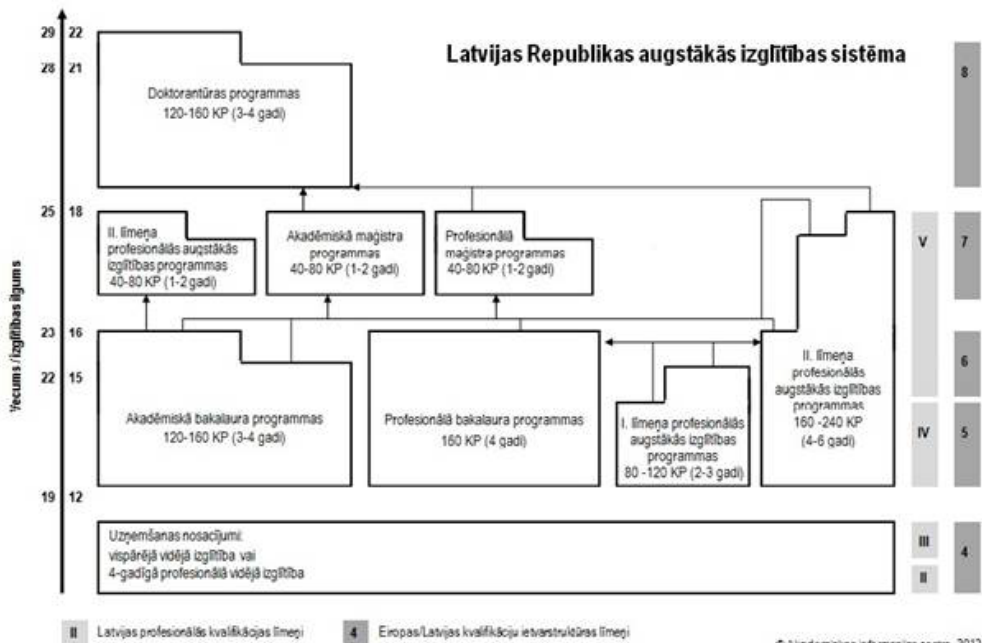 Latvijas Republikas augstākās izglītības sistēma
Vecums / izglītības ilgums
29 22
28 21
25 18
23 16
22 15
19 12
Doktorantūras programmas
120-160 KP (3-4 gadi)
II. līmeņa
profesionālās augstākās
izglītības programmas
40-80 KP (1-2 gadi)
Akadēmiskā maģistra
programmas
40-80 KP (1-2 gadi)
Profesionālā
maģistra programmas
40-80 KP (1-2 gadi)
Akadēmiskā bakalaura programmas
120-160 KP (3-4 gadi)
Profesionālā bakalaura programmas
160 KP (4 gadi)
I. līmeņa profesionālās
augstākās izglītības
programmas
80 -120 KP (2-3 gadi)
II. līmeņa
profesionālās
augstākās izglītības
programmas
160 -240 KP
(4-6 gadi)
V
IV
III
II
8
7
6
5
4
Uzņemšanas nosacījumi:
vispārējā vidējā izglītība vai
4-gadīgā profesionālā vidējā izglītība
II Latvijas profesionālās kvalifikācijas līmeņi
4 Eiropas/Latvijas kvalifikāciju ietvarstruktūras līmeņi